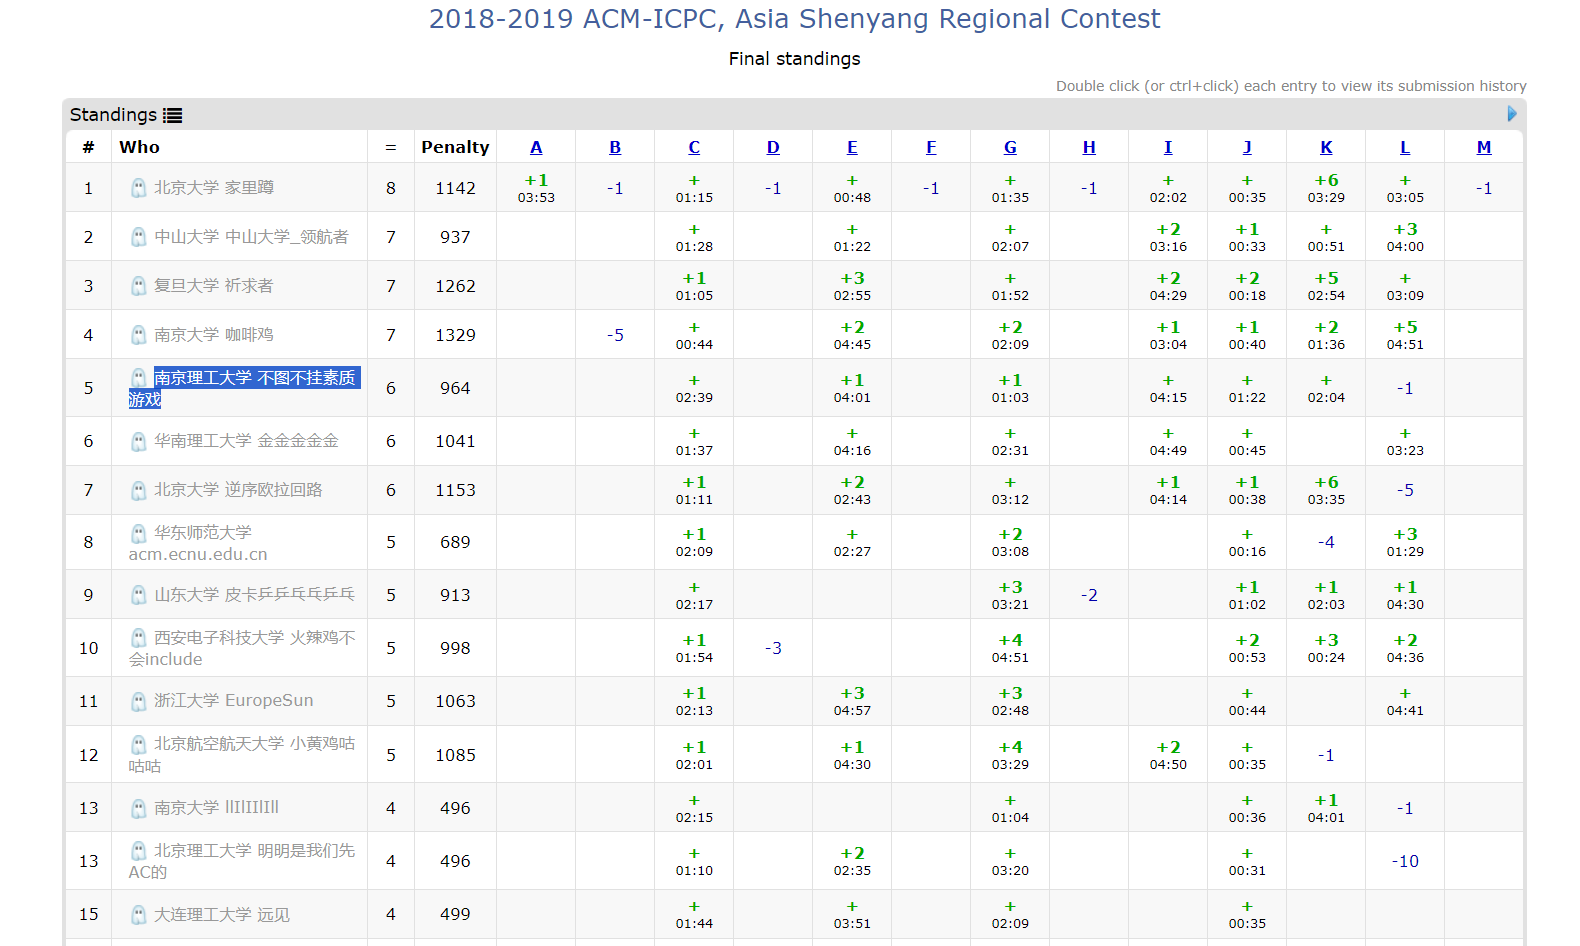 2018-2019 ACM-ICPC, Asia Shenyang Regional Contest
Final standings
Double click (or ctrl+click) each entry to view its submission history
Standings
# Who = Penalty A B C D E F G H I J K L M
1 北京大学 家里蹲 8 1142 +1 03:53 -1 + 01:15 -1 + 00:48 -1 + 01:35 -1 + 02:02 + 00:35 +6 03:29 + 03:05 -1
2 中山大学 中山大学_领航者 7 937 + 01:28 + 01:22 + 02:07 +2 03:16 +1 00:33 + 00:51 +3 04:00
3 复旦大学 祈求者 7 1262 +1 01:05 +3 02:55 + 01:52 +2 04:29 +2 00:18 +5 02:54 + 03:09
4 南京大学 咖啡鸡 7 1329 -5 + 00:44 +2 04:45 +2 02:09 +1 03:04 +1 00:40 +2 01:36 +5 04:51
5 南京理工大学 不图不挂素质游戏 6 964 + 02:39 +1 04:01 +1 01:03 + 04:15 + 01:22 + 02:04 -1
6 华南理工大学 金金金金金 6 1041 + 01:37 + 04:16 + 02:31 + 04:49 + 00:45 + 03:23
7 北京大学 逆序欧拉回路 6 1153 +1 01:11 +2 02:43 + 03:12 +1 04:14 +1 00:38 +6 03:35 -5
8 华东师范大学 acm.ecnu.edu.cn 5 689 +1 02:09 + 02:27 +2 03:08 + 00:16 -4 +3 01:29
9 山东大学 皮卡乒乒乓乓乒乓 5 913 + 02:17 +3 03:21 -2 +1 01:02 +1 02:03 +1 04:30
10 西安电子科技大学 火辣鸡不会include 5 998 +1 01:54 -3 +4 04:51 +2 00:53 +3 00:24 +2 04:36
11 浙江大学 EuropeSun 5 1063 +1 02:13 +3 04:57 +3 02:48 + 00:44 + 04:41
12 北京航空航天大学 小黄鸡咕咕咕 5 1085 +1 02:01 +1 04:30 +4 03:29 +2 04:50 + 00:35 -1
13 南京大学 llIlIIlIll 4 496 + 02:15 + 01:04 + 00:36 +1 04:01 -1
13 北京理工大学 明明是我们先AC的 4 496 + 01:10 +2 02:35 + 03:20 + 00:31 -10
15 大连理工大学 远见 4 499 + 01:44 + 03:51 + 02:09 + 00:35